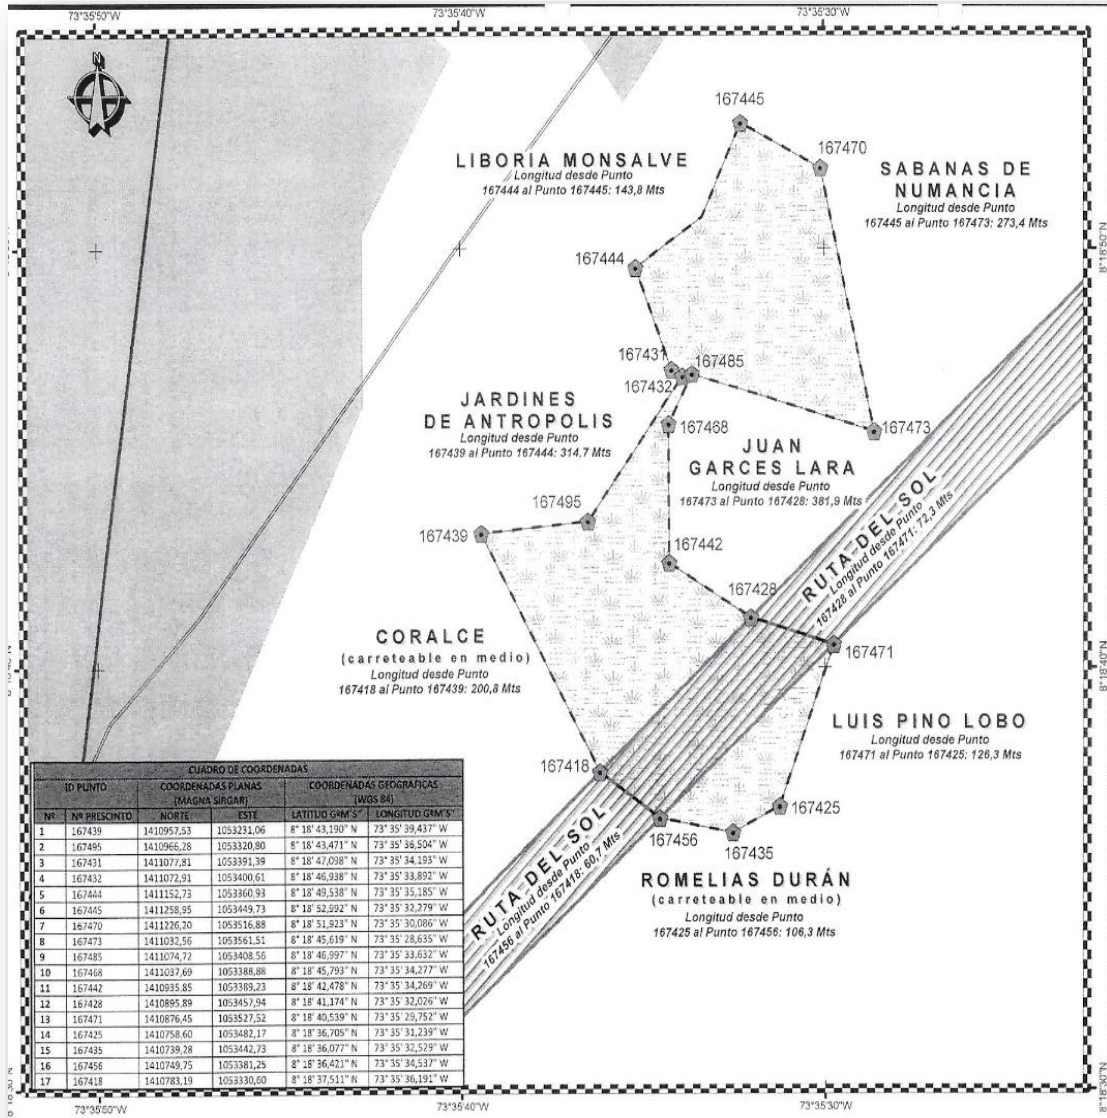 73°35'50"W
73°35'40"W
73°35'30"W
N
167445
167470
LIBORIA MONSALVE
Longitud desde Punto
167444 al Punto 167445: 143,8 Mts
SABANAS DE
NUMANCIA
Longitud desde Punto
167445 al Punto 167473: 273,4 Mts
8°18'50"N
167444
167431
167485
167432
JARDINES
DE ANTROPOLIS
Longitud desde Punto
167439 al Punto 167444: 314,7 Mts
167468
167473
JUAN
GARCES LARA
Longitud desde Punto
167473 al Punto 167428: 381,9 Mts
167495
167439
167442
RUTA DEL SOL
Longitud desde Punto
167428 al Punto 167471: 72,3 Mts
167428
167471
8°18'40"N
CORALCE
(carreteable en medio)
Longitud desde Punto
167418 al Punto 167439: 200,8 Mts
LUIS PINO LOBO
Longitud desde Punto
167471 al Punto 167425: 126,3 Mts
167418
167425
167456
167435
RUTA DEL SOL
Longitud desde Punto
167456 al Punto 167418: 60,7 Mts
ROMELIAS DURÁN
(carreteable en medio)
Longitud desde Punto
167425 al Punto 167456: 106,3 Mts
CUADRO DE COORDENADAS
ID PUNTO COORDENADAS PLANAS (MAGNA SIRGAR) COORDENADAS GEOGRAFICAS (WGS 84)
Nº Nº PRESCINTO NORTE ESTE LATITUD G°M'S" LONGITUD G°M'S"
1 167439 1410957,53 1053231,06 8° 18' 43,190" N 73° 35' 39,437" W
2 167495 1410966,28 1053320,80 8° 18' 43,471" N 73° 35' 36,504" W
3 167431 1411077,81 1053391,39 8° 18' 47,098" N 73° 35' 34,193" W
4 167432 1411072,91 1053400,61 8° 18' 46,938" N 73° 35' 33,892" W
5 167444 1411152,73 1053360,93 8° 18' 49,538" N 73° 35' 35,185" W
6 167445 1411258,95 1053449,73 8° 18' 52,992" N 73° 35' 32,279" W
7 167470 1411226,20 1053516,88 8° 18' 51,923" N 73° 35' 30,086" W
8 167473 1411032,56 1053561,51 8° 18' 45,619" N 73° 35' 28,635" W
9 167485 1411074,72 1053408,56 8° 18' 46,997" N 73° 35' 33,632" W
10 167468 1411037,69 1053388,88 8° 18' 45,793" N 73° 35' 34,277" W
11 167442 1410935,85 1053389,23 8° 18' 42,478" N 73° 35' 34,269" W
12 167428 1410895,89 1053457,94 8° 18' 41,174" N 73° 35' 32,026" W
13 167471 1410876,45 1053527,52 8° 18' 40,539" N 73° 35' 29,752" W
14 167425 1410758,60 1053482,17 8° 18' 36,705" N 73° 35' 31,239" W
15 167435 1410739,28 1053442,73 8° 18' 36,077" N 73° 35' 32,529" W
16 167456 1410749,75 1053381,25 8° 18' 36,421" N 73° 35' 34,537" W
17 167418 1410783,19 1053330,60 8° 18' 37,511" N 73° 35' 36,191" W
8°18'30"N
8°18'30"N
73°35'50"W
73°35'40"W
73°35'30"W